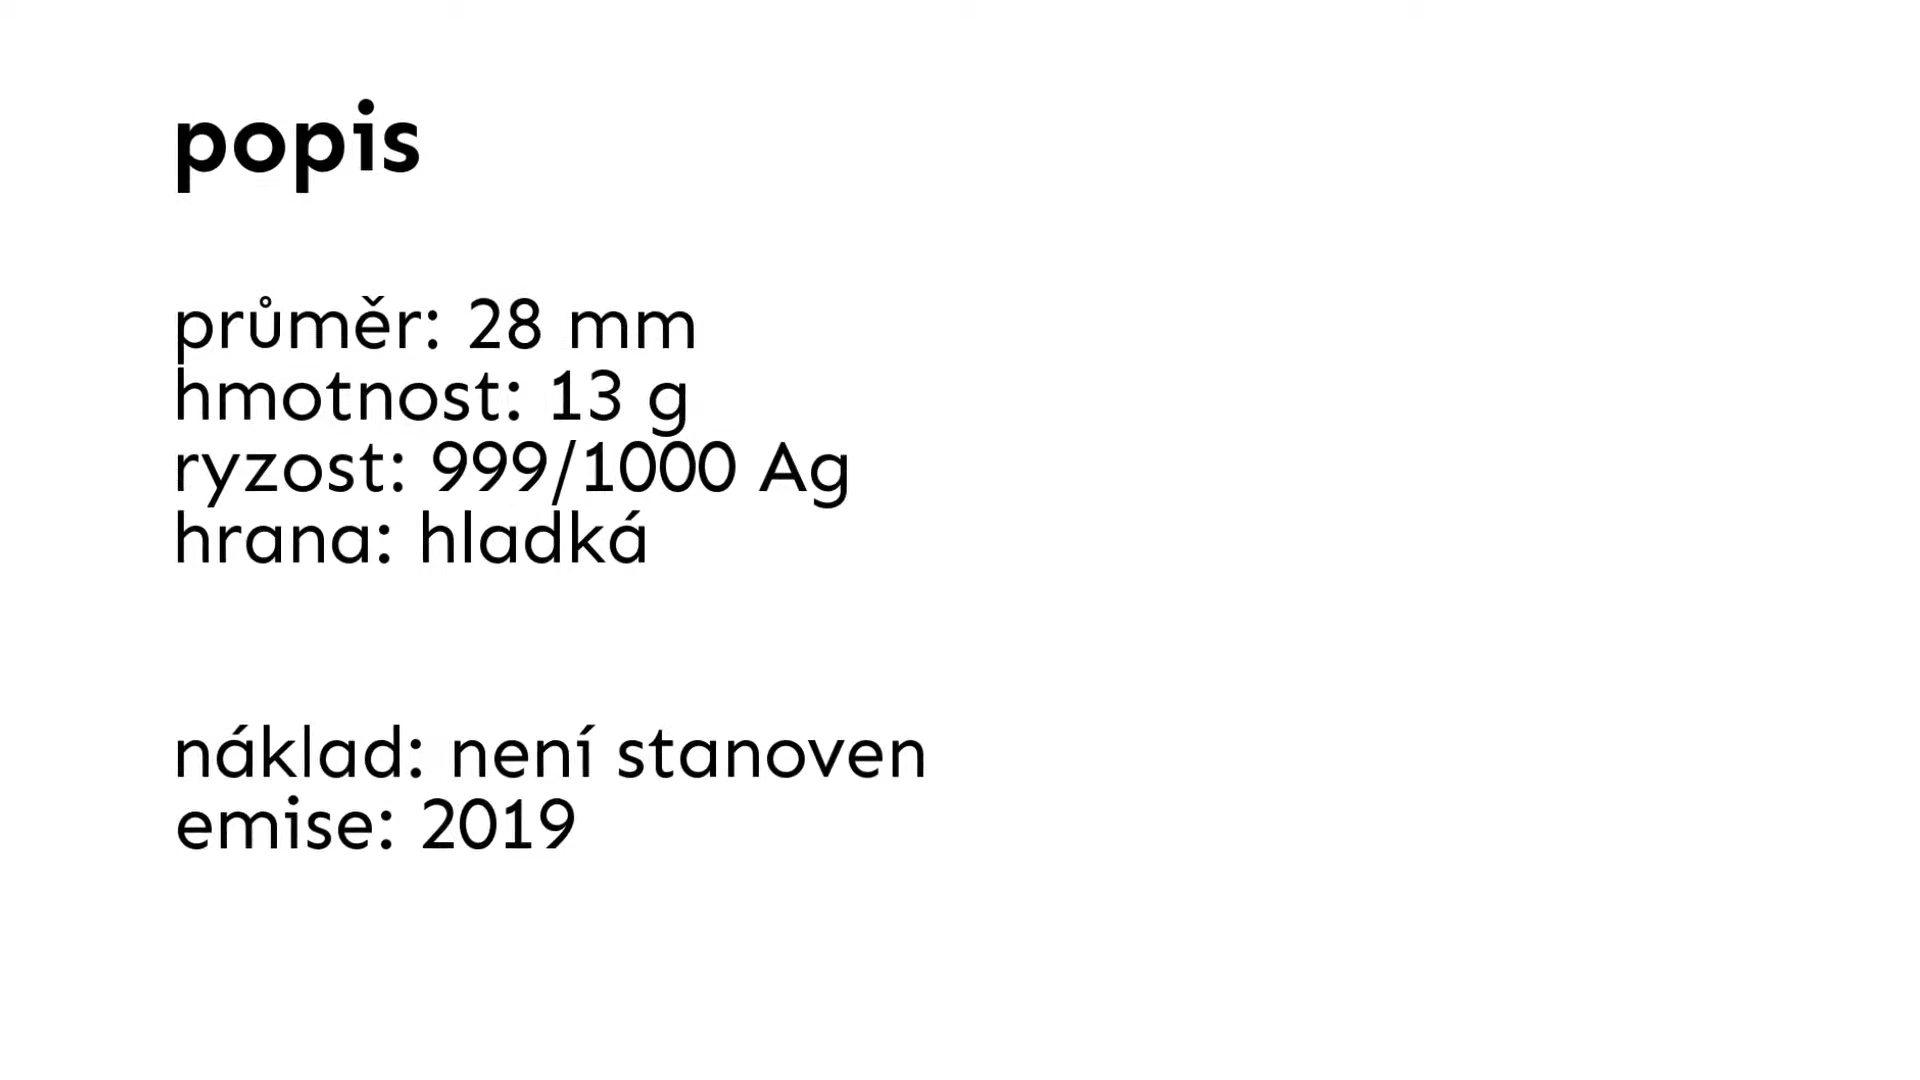 popis
průměr: 28 mm
hmotnost: 13 g
ryzost: 999/1000 Ag
hrana: hladká
náklad: není stanoven
emise: 2019